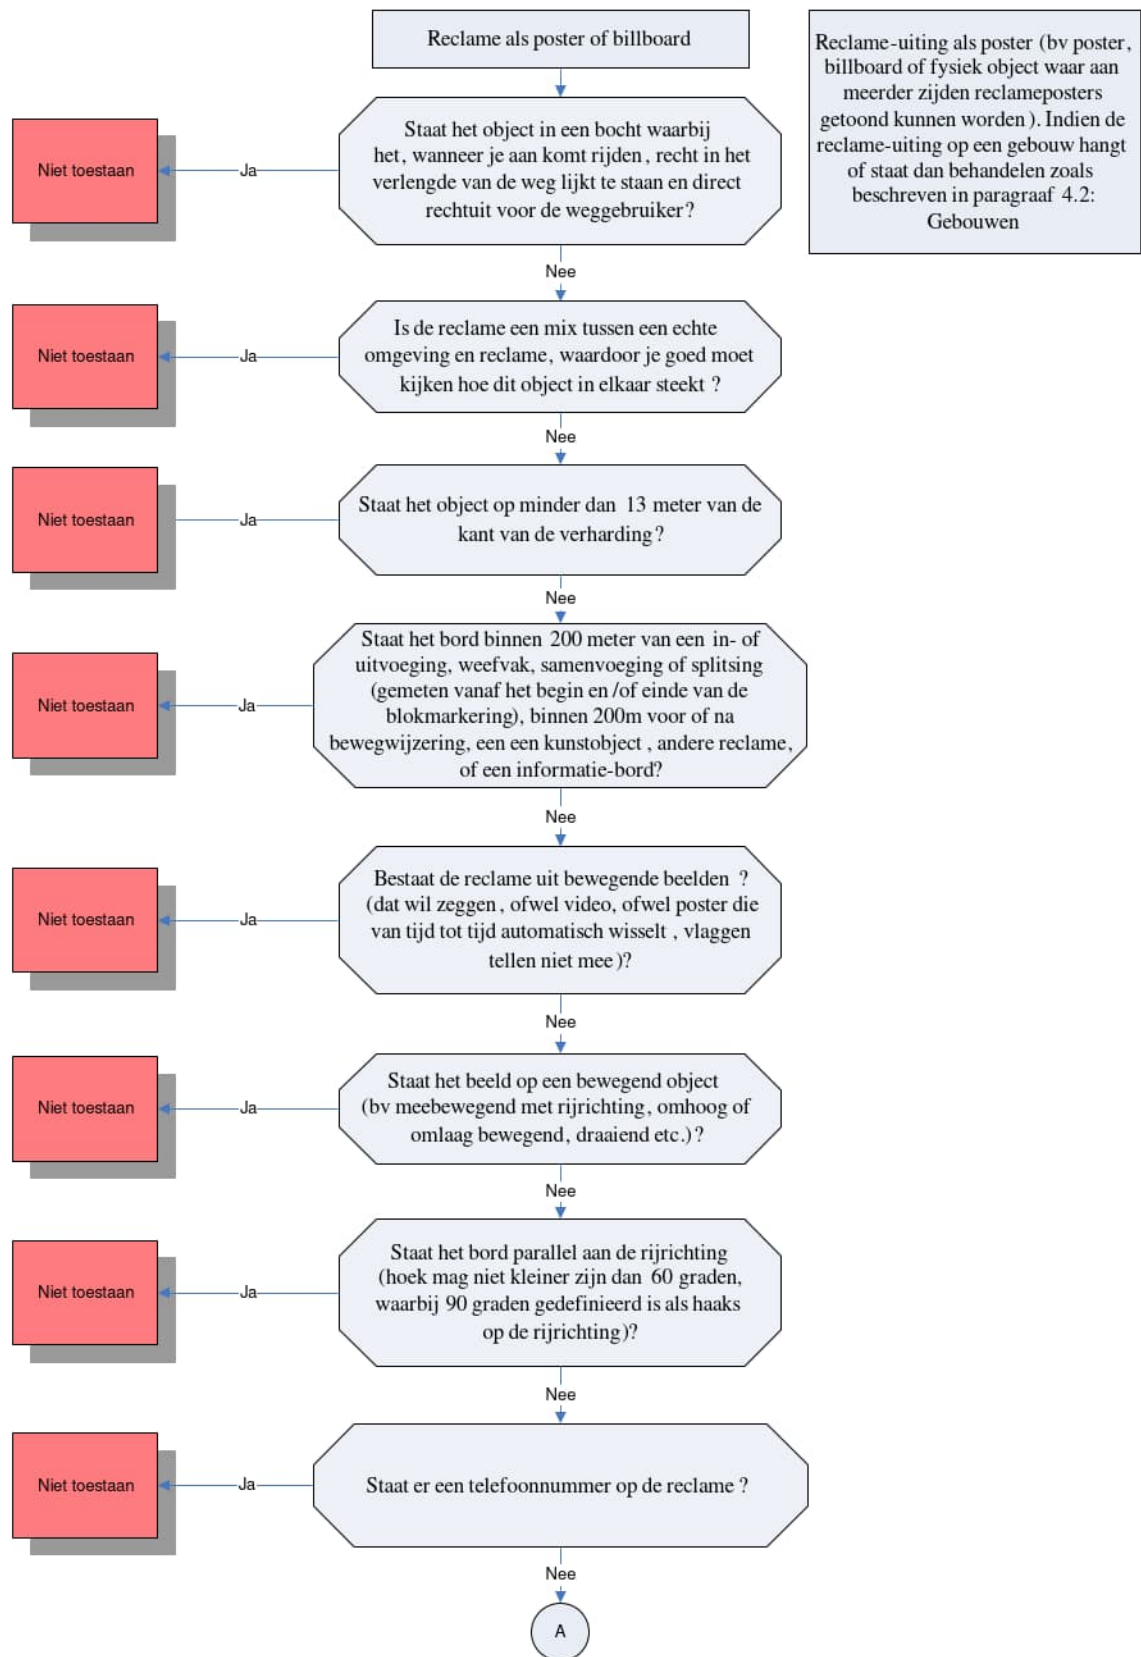 Reclame als poster of billboard
Reclame-uiting als poster (bv poster,
billboard of fysiek object waar aan
meerder zijden reclameposters
getoond kunnen worden). Indien de
reclame-uiting op een gebouw hangt
of staat dan behandelen zoals
beschreven in paragraaf 4.2:
Gebouwen
Staat het object in een bocht waarbij
het, wanneer je aan komt rijden, recht in het
verlengde van de weg lijkt te staan en direct
rechtuit voor de weggebruiker?
Ja
Niet toestaan
Nee
Is de reclame een mix tussen een echte
omgeving en reclame, waardoor je goed moet
kijken hoe dit object in elkaar steekt ?
Ja
Niet toestaan
Nee
Staat het object op minder dan 13 meter van de
kant van de verharding?
Ja
Niet toestaan
Nee
Staat het bord binnen 200 meter van een in- of
uitvoeging, weefvak, samenvoeging of splitsing
(gemeten vanaf het begin en /of einde van de
blokmarkering), binnen 200m voor of na
bewegwijzering, een een kunstobject , andere reclame,
of een informatie-bord?
Ja
Niet toestaan
Nee
Bestaat de reclame uit bewegende beelden ?
(dat wil zeggen, ofwel video, ofwel poster die
van tijd tot tijd automatisch wisselt , vlaggen
tellen niet mee)?
Ja
Niet toestaan
Nee
Staat het beeld op een bewegend object
(bv meebewegend met rijrichting, omhoog of
omlaag bewegend, draaiend etc.)?
Ja
Niet toestaan
Nee
Staat het bord parallel aan de rijrichting
(hoek mag niet kleiner zijn dan 60 graden,
waarbij 90 graden gedefinieerd is als haaks
op de rijrichting)?
Ja
Niet toestaan
Nee
Staat er een telefoonnummer op de reclame ?
Ja
Niet toestaan
Nee
A